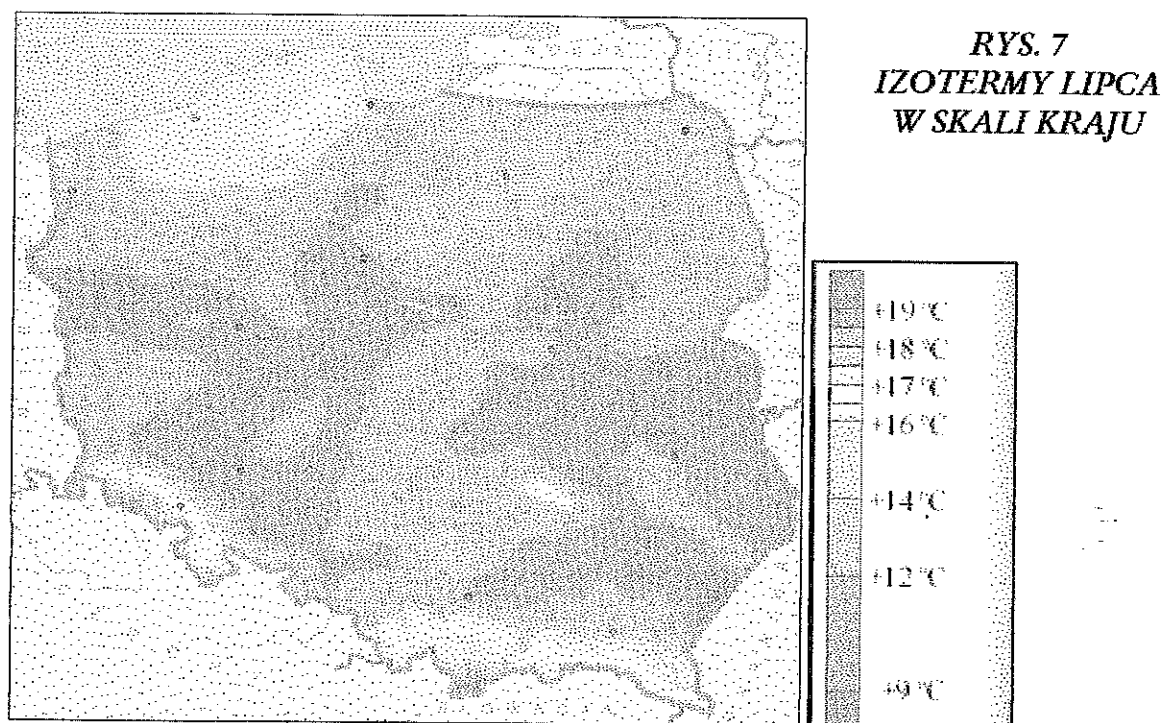 RYS. 7
IZOTERMY LIPCA
W SKALI KRAJU
+19 °C
+18 °C
+17 °C
+16 °C
+14 °C
+12 °C
+9 °C